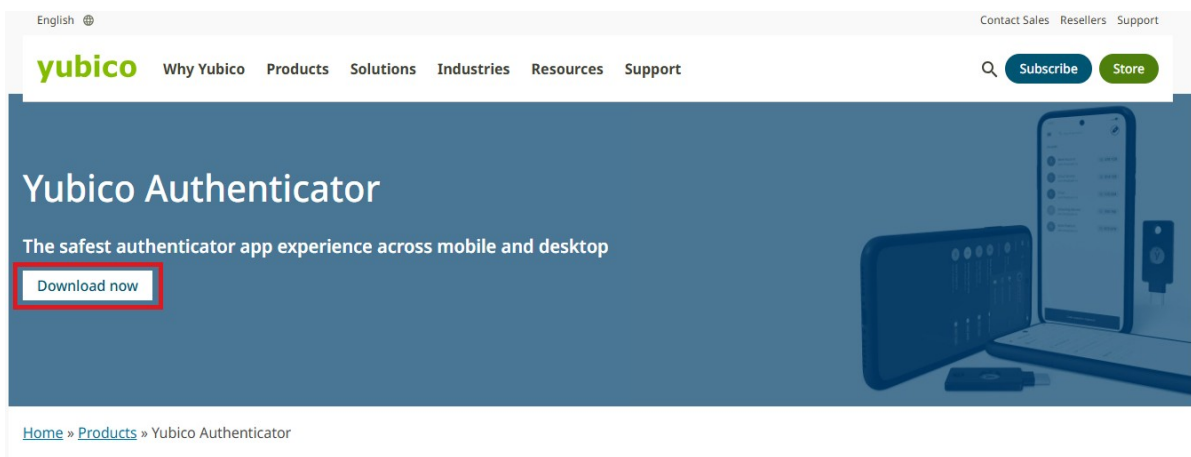 English
Contact Sales Resellers Support
yubico Why Yubico Products Solutions Industries Resources Support Subscribe Store
Yubico Authenticator
The safest authenticator app experience across mobile and desktop
Download now
Home » Products » Yubico Authenticator